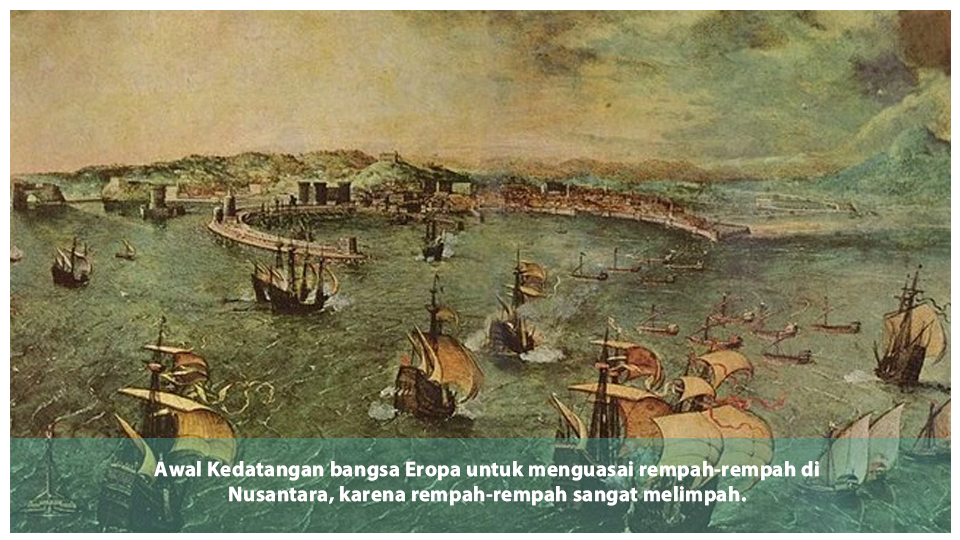 Awal Kedatangan bangsa Eropa untuk menguasai rempah-rempah di
Nusantara, karena rempah-rempah sangat melimpah.